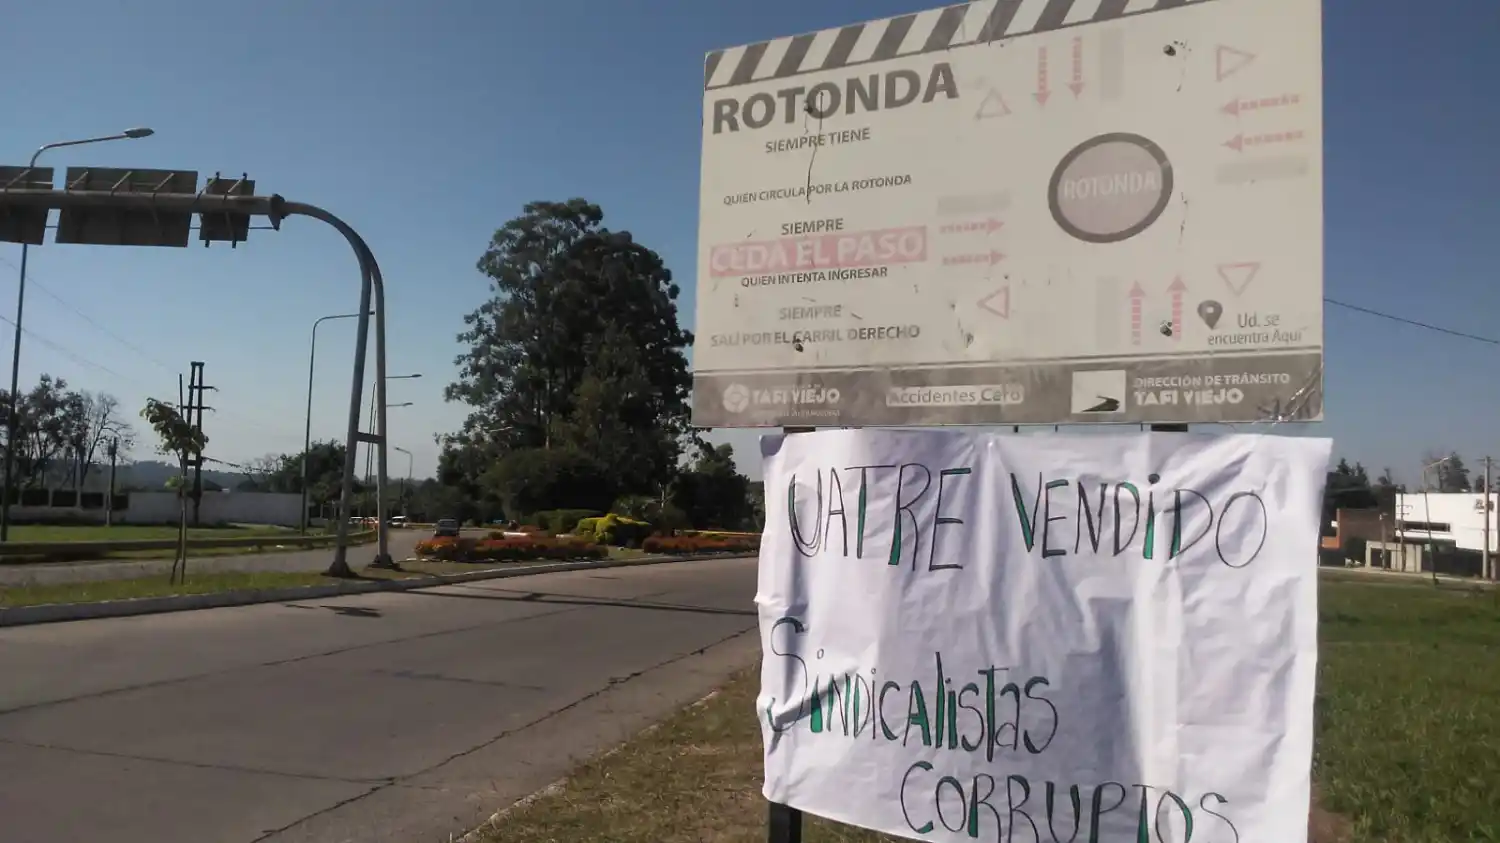 ROTONDA
SIEMPRE TIENE
QUIEN CIRCULA POR LA ROTONDA
SIEMPRE
CEDA EL PASO
QUIEN INTENTA INGRESAR
SIEMPRE
SALÍ POR EL CARRIL DERECHO
ROTONDA
Ud. se
encuentra Aquí
TAFI VIEJO
Accidentes Cero
DIRECCIÓN DE TRÁNSITO
TAFI VIEJO
UATRE VENDIDO
SINDICALISTAS
CORRUPTOS